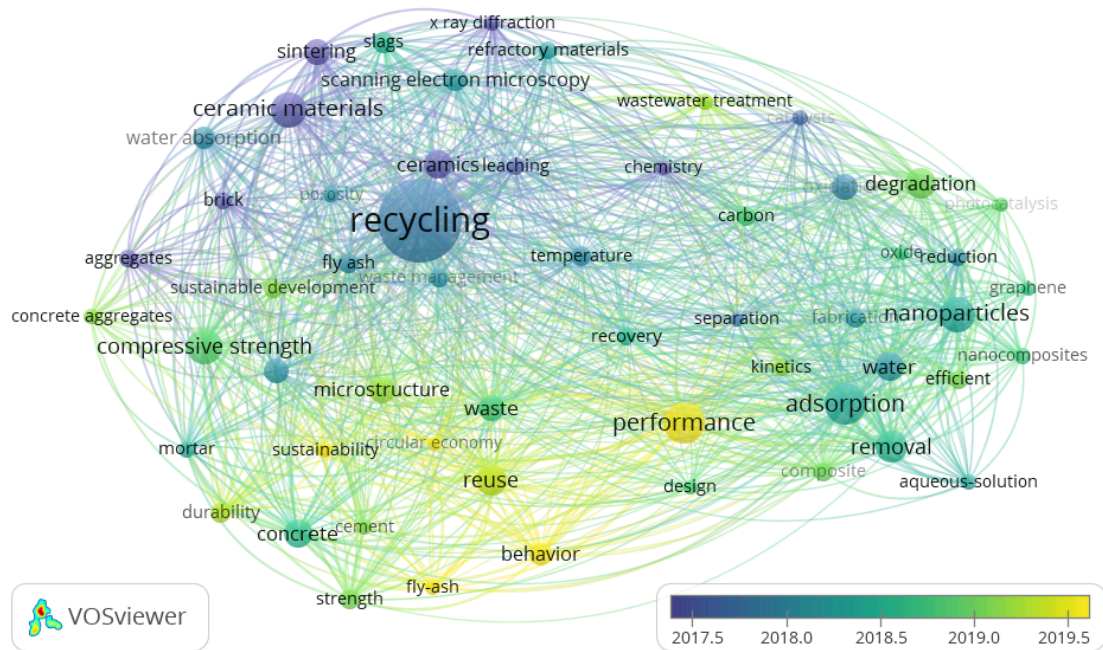 x ray diffraction
sintering
slags
refractory materials
scanning electron microscopy
wastewater treatment
ceramic materials
catalysts
water absorption
ceramics
leaching
chemistry
degradation
porosity
brick
photocatalysis
recycling
carbon
aggregates
fly ash
temperature
oxide
reduction
waste management
sustainable development
graphene
concrete aggregates
separation
fabrication
nanoparticles
recovery
compressive strength
nanocomposites
kinetics
water
efficient
microstructure
waste
adsorption
performance
mortar
sustainability
circular economy
removal
composite
reuse
design
aqueous-solution
durability
cement
concrete
behavior
fly-ash
strength
VOSviewer
2017.5 2018.0 2018.5 2019.0 2019.5